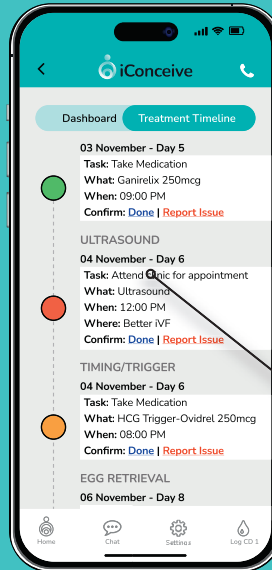 iConceive
Dashboard Treatment Timeline
03 November - Day 5
Task: Take Medication
What: Ganirelix 250mcg
When: 09:00 PM
Confirm: Done | Report Issue
ULTRASOUND
04 November - Day 6
Task: Attend clinic for appointment
What: Ultrasound
When: 12:00 PM
Where: Better iVF
Confirm: Done | Report Issue
TIMING/TRIGGER
04 November - Day 6
Task: Take Medication
What: HCG Trigger-Ovidrel 250mcg
When: 08:00 PM
Confirm: Done | Report Issue
EGG RETRIEVAL
06 November - Day 8
Home Chat Settings Log CD 1